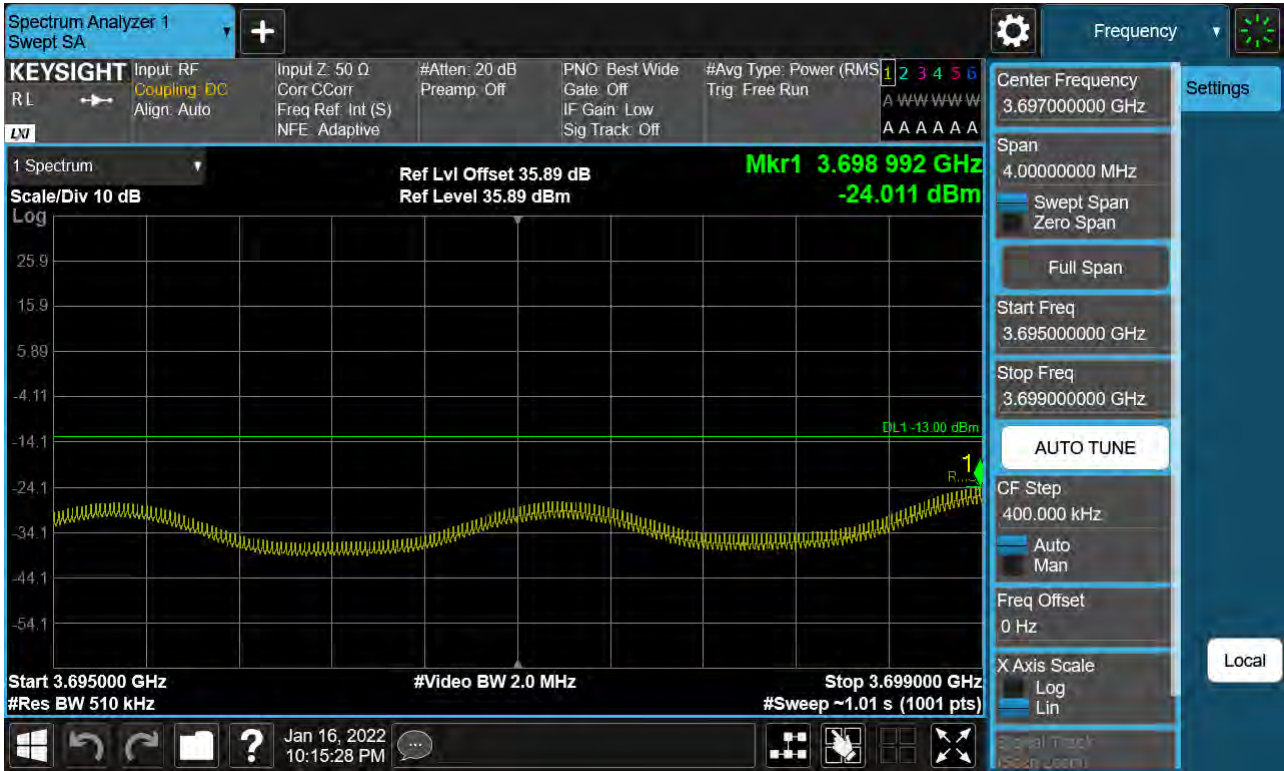 Spectrum Analyzer 1
Swept SA
+
Frequency
KEYSIGHT
RL
LXI
Input: RF
Coupling: DC
Align: Auto
Input Z: 50 Ω
Corr CCorr
Freq Ref: Int (S)
NFE: Adaptive
#Atten: 20 dB
Preamp: Off
PNO: Best Wide
Gate: Off
IF Gain: Low
Sig Track: Off
#Avg Type: Power (RMS
Trig: Free Run
1 2 3 4 5 6
A W W W W W
A A A A A A
1 Spectrum
Scale/Div 10 dB
Log
Ref Lvl Offset 35.89 dB
Ref Level 35.89 dBm
Mkr1 3.698 992 GHz
-24.011 dBm
25.9
15.9
5.89
-4.11
-14.1
-24.1
-34.1
-44.1
-54.1
DL1 -13.00 dBm
1
Start 3.695000 GHz
#Res BW 510 kHz
#Video BW 2.0 MHz
Stop 3.699000 GHz
#Sweep ~1.01 s (1001 pts)
Center Frequency
3.697000000 GHz
Settings
Span
4.00000000 MHz
Swept Span
Zero Span
Full Span
Start Freq
3.695000000 GHz
Stop Freq
3.699000000 GHz
AUTO TUNE
CF Step
400.000 kHz
Auto
Man
Freq Offset
0 Hz
X Axis Scale
Log
Lin
Local
Signal Track
(Span Zoom)
?
Jan 16, 2022
10:15:28 PM